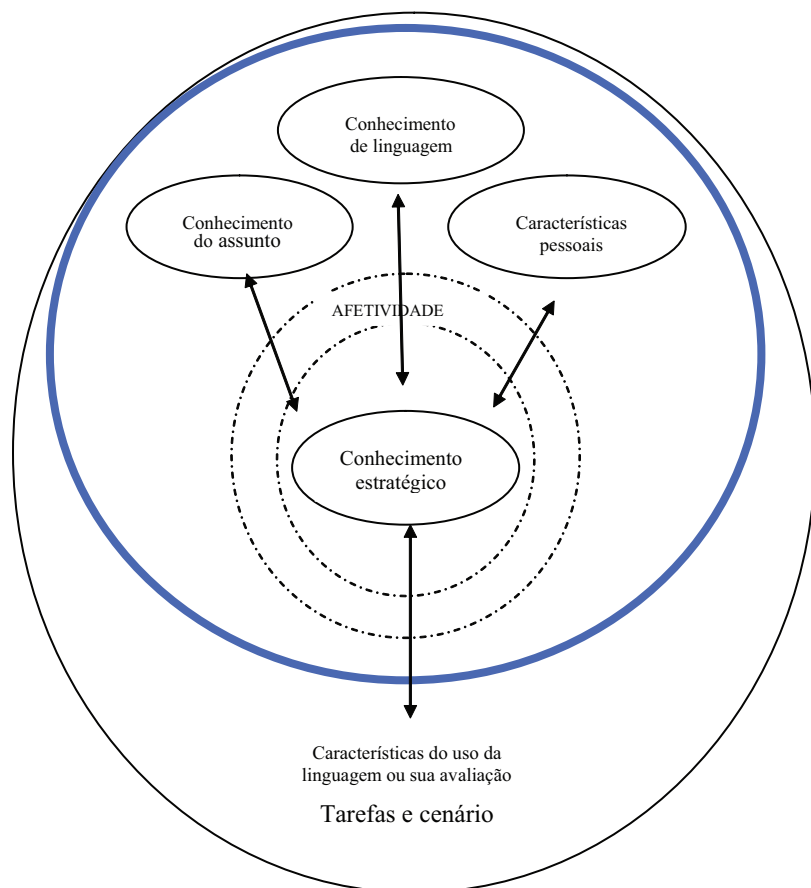 Conhecimento
de linguagem
Conhecimento
do assunto
Características
pessoais
AFETIVIDADE
Conhecimento
estratégico
Características do uso da
linguagem ou sua avaliação
Tarefas e cenário